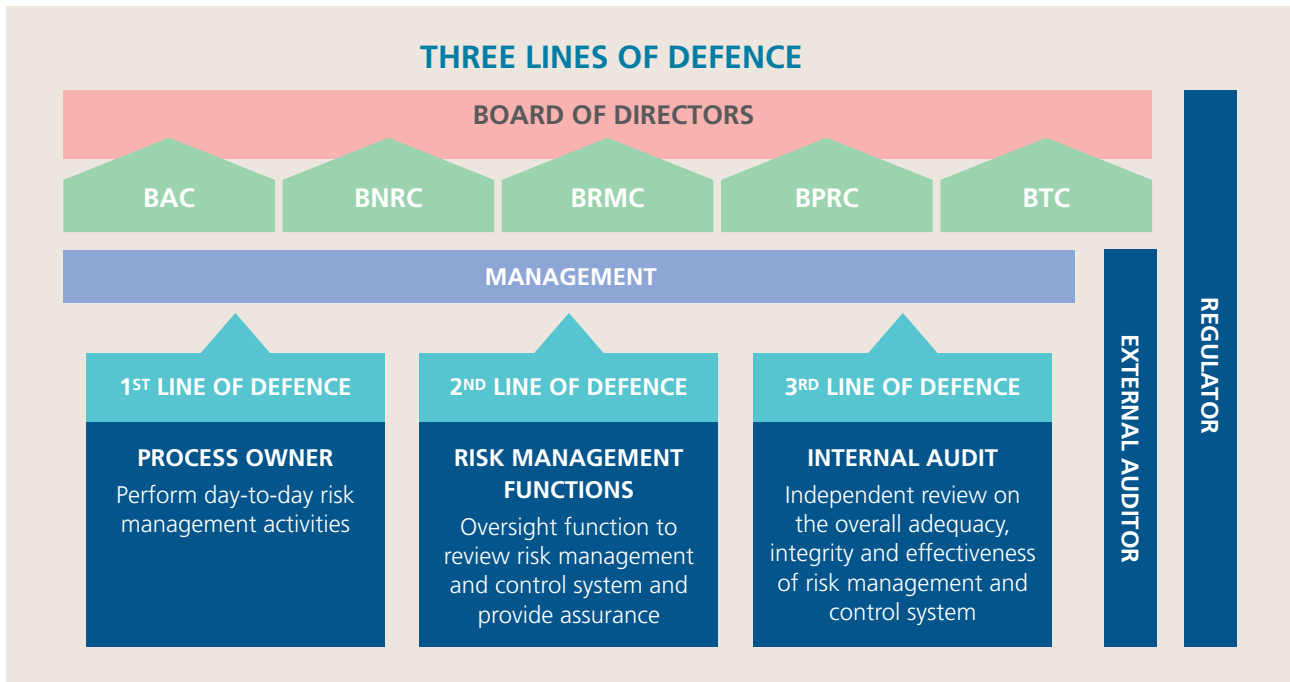 THREE LINES OF DEFENCE
BOARD OF DIRECTORS
BAC
BNRC
BRMC
BPRC
BTC
MANAGEMENT
1ST LINE OF DEFENCE
PROCESS OWNER
Perform day-to-day risk
management activities
2ND LINE OF DEFENCE
RISK MANAGEMENT
FUNCTIONS
Oversight function to
review risk management
and control system and
provide assurance
3RD LINE OF DEFENCE
INTERNAL AUDIT
Independent review on
the overall adequacy,
integrity and effectiveness
of risk management and
control system
EXTERNAL AUDITOR
REGULATOR